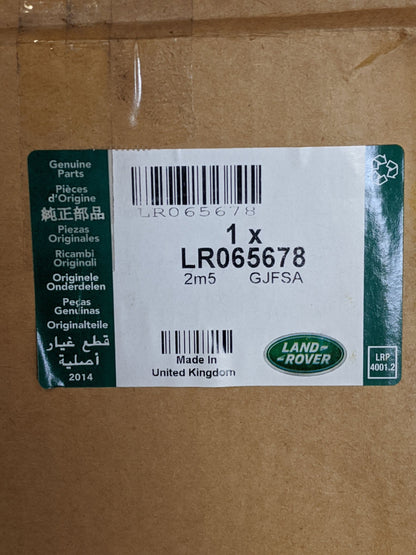 Genuine
Parts
Pièces
d'Origine
純正部品
Piezas
Originales
Ricambi
Originali
Originele
Onderdelen
Peças
Genuinas
Originalteile
قطع غيار
أصلية
2014
LR065678
1 x
LR065678
2m5 GJFSA
Made In
United Kingdom
LAND
ROVER
LRP
4001.2